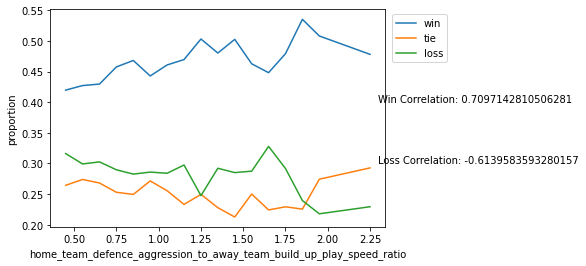 0.55
0.50
0.45
0.40
0.35
0.30
0.25
0.20
proportion
0.50 0.75 1.00 1.25 1.50 1.75 2.00 2.25
home_team_defence_aggression_to_away_team_build_up_play_speed_ratio
win
tie
loss
Win Correlation: 0.7097142810506281
Loss Correlation: -0.6139583593280157